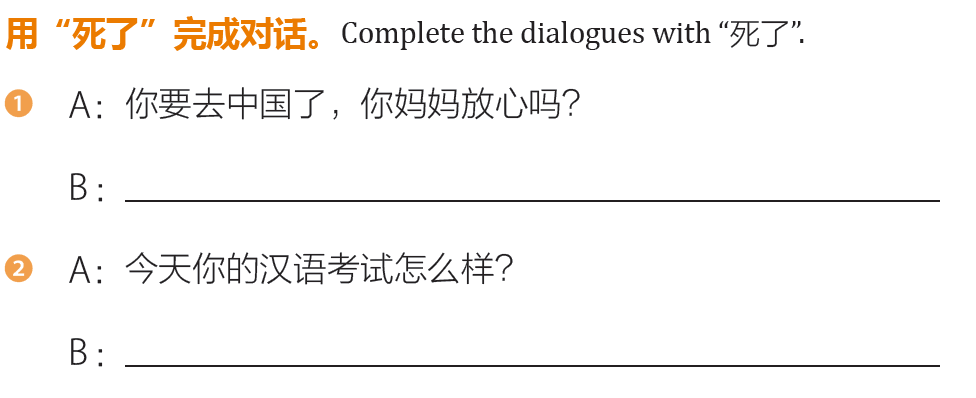 用“死了”完成对话。Complete the dialogues with “死了”.
1 A：你要去中国了，你妈妈放心吗？
B：
2 A：今天你的汉语考试怎么样？
B：